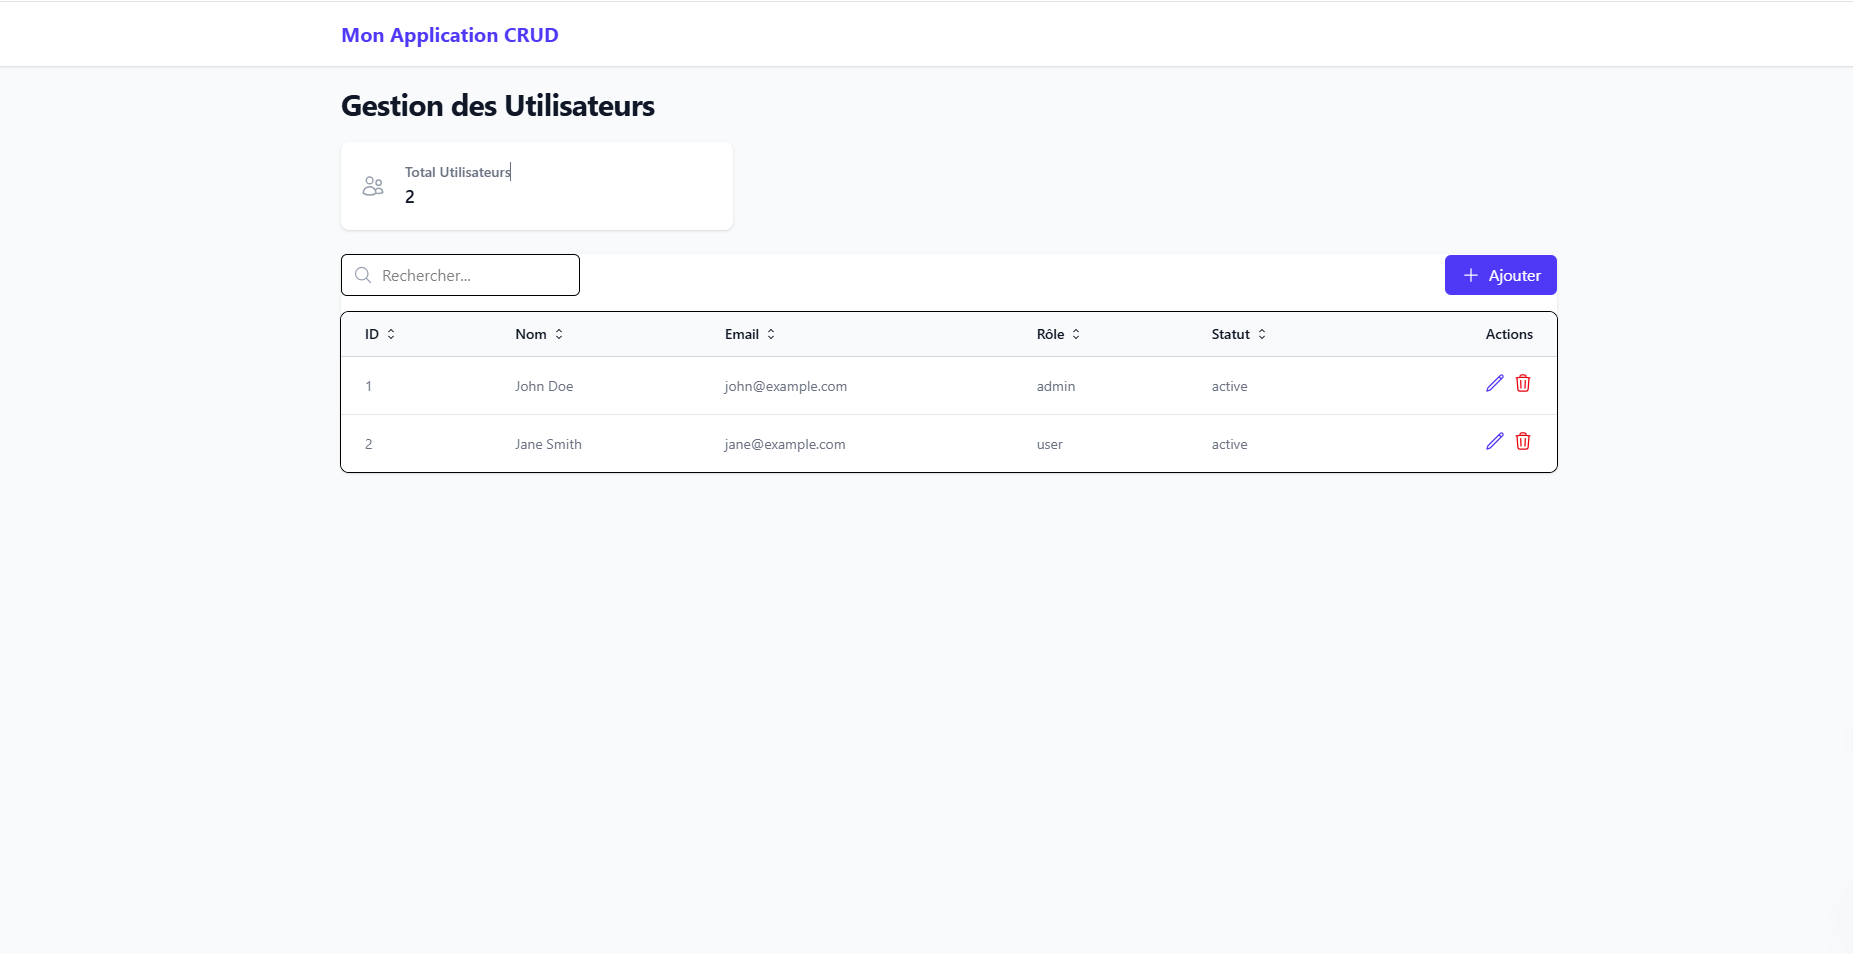 Mon Application CRUD
Gestion des Utilisateurs
Total Utilisateurs
2
Rechercher...
Ajouter
ID Nom Email Rôle Statut Actions
1 John Doe john@example.com admin active
2 Jane Smith jane@example.com user active